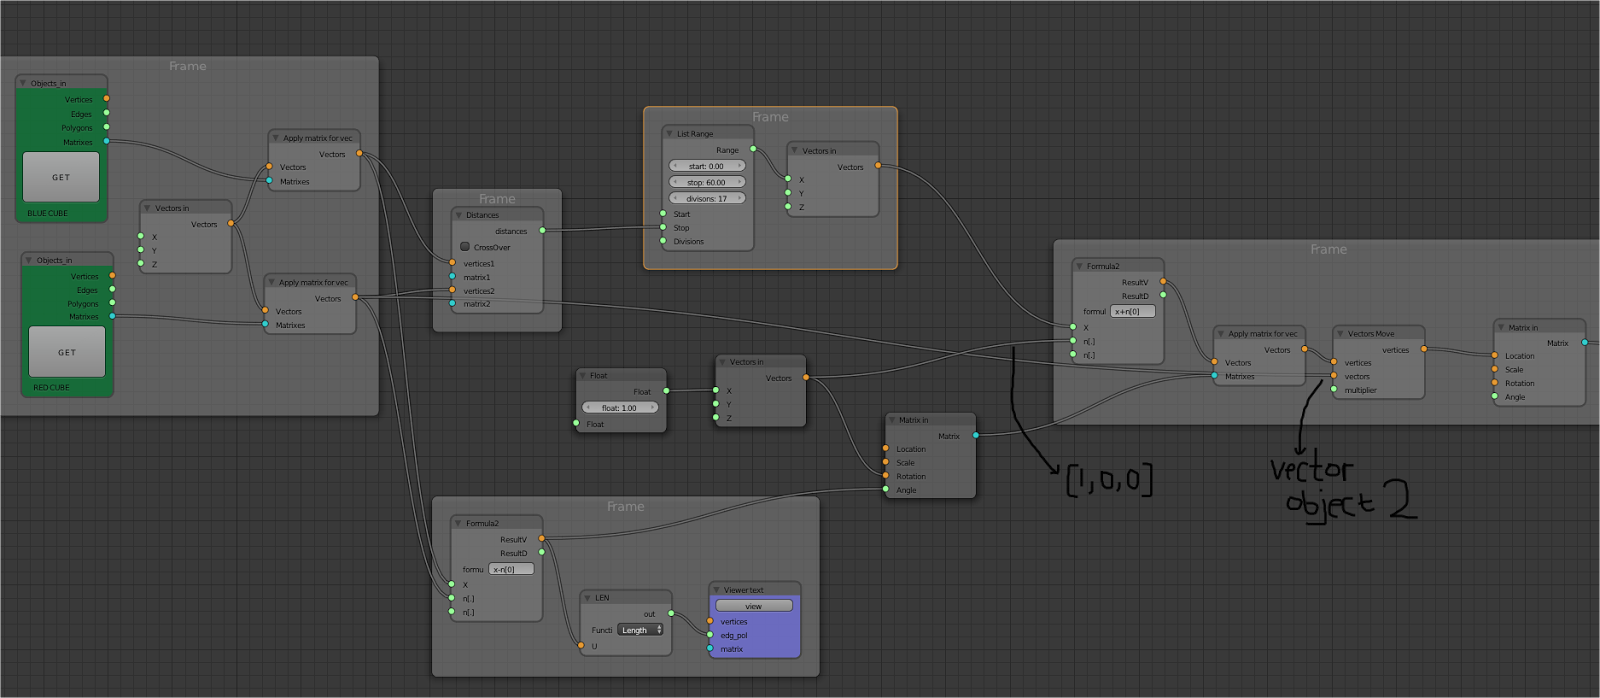 Frame
Objects_in
Vertices
Edges
Polygons
Matrixes
GET
BLUE CUBE
Objects_in
Vertices
Edges
Polygons
Matrixes
GET
RED CUBE
Vectors in
Vectors
X
Y
Z
Apply matrix for vec
Vectors
Vectors
Matrixes
Apply matrix for vec
Vectors
Vectors
Matrixes
Frame
Distances
distances
CrossOver
vertices1
matrix1
vertices2
matrix2
Frame
List Range
Range
start: 0.00
stop: 60.00
divisons: 17
Start
Stop
Divisions
Vectors in
Vectors
X
Y
Z
Float
Float
float: 1.00
Float
Vectors in
Vectors
X
Y
Z
Matrix in
Matrix
Location
Scale
Rotation
Angle
Frame
Formula2
ResultV
ResultD
formu x-n[0]
X
n[.]
n[.]
LEN
out
Functi Length
U
Viewer text
view
vertices
edg_pol
matrix
Frame
Formula2
ResultV
ResultD
formul x+n[0]
X
n[.]
n[.]
Apply matrix for vec
Vectors
Vectors
Matrixes
Vectors Move
vertices
vertices
vectors
multiplier
Matrix in
Matrix
Location
Scale
Rotation
Angle
[1,0,0]
vector
object 2